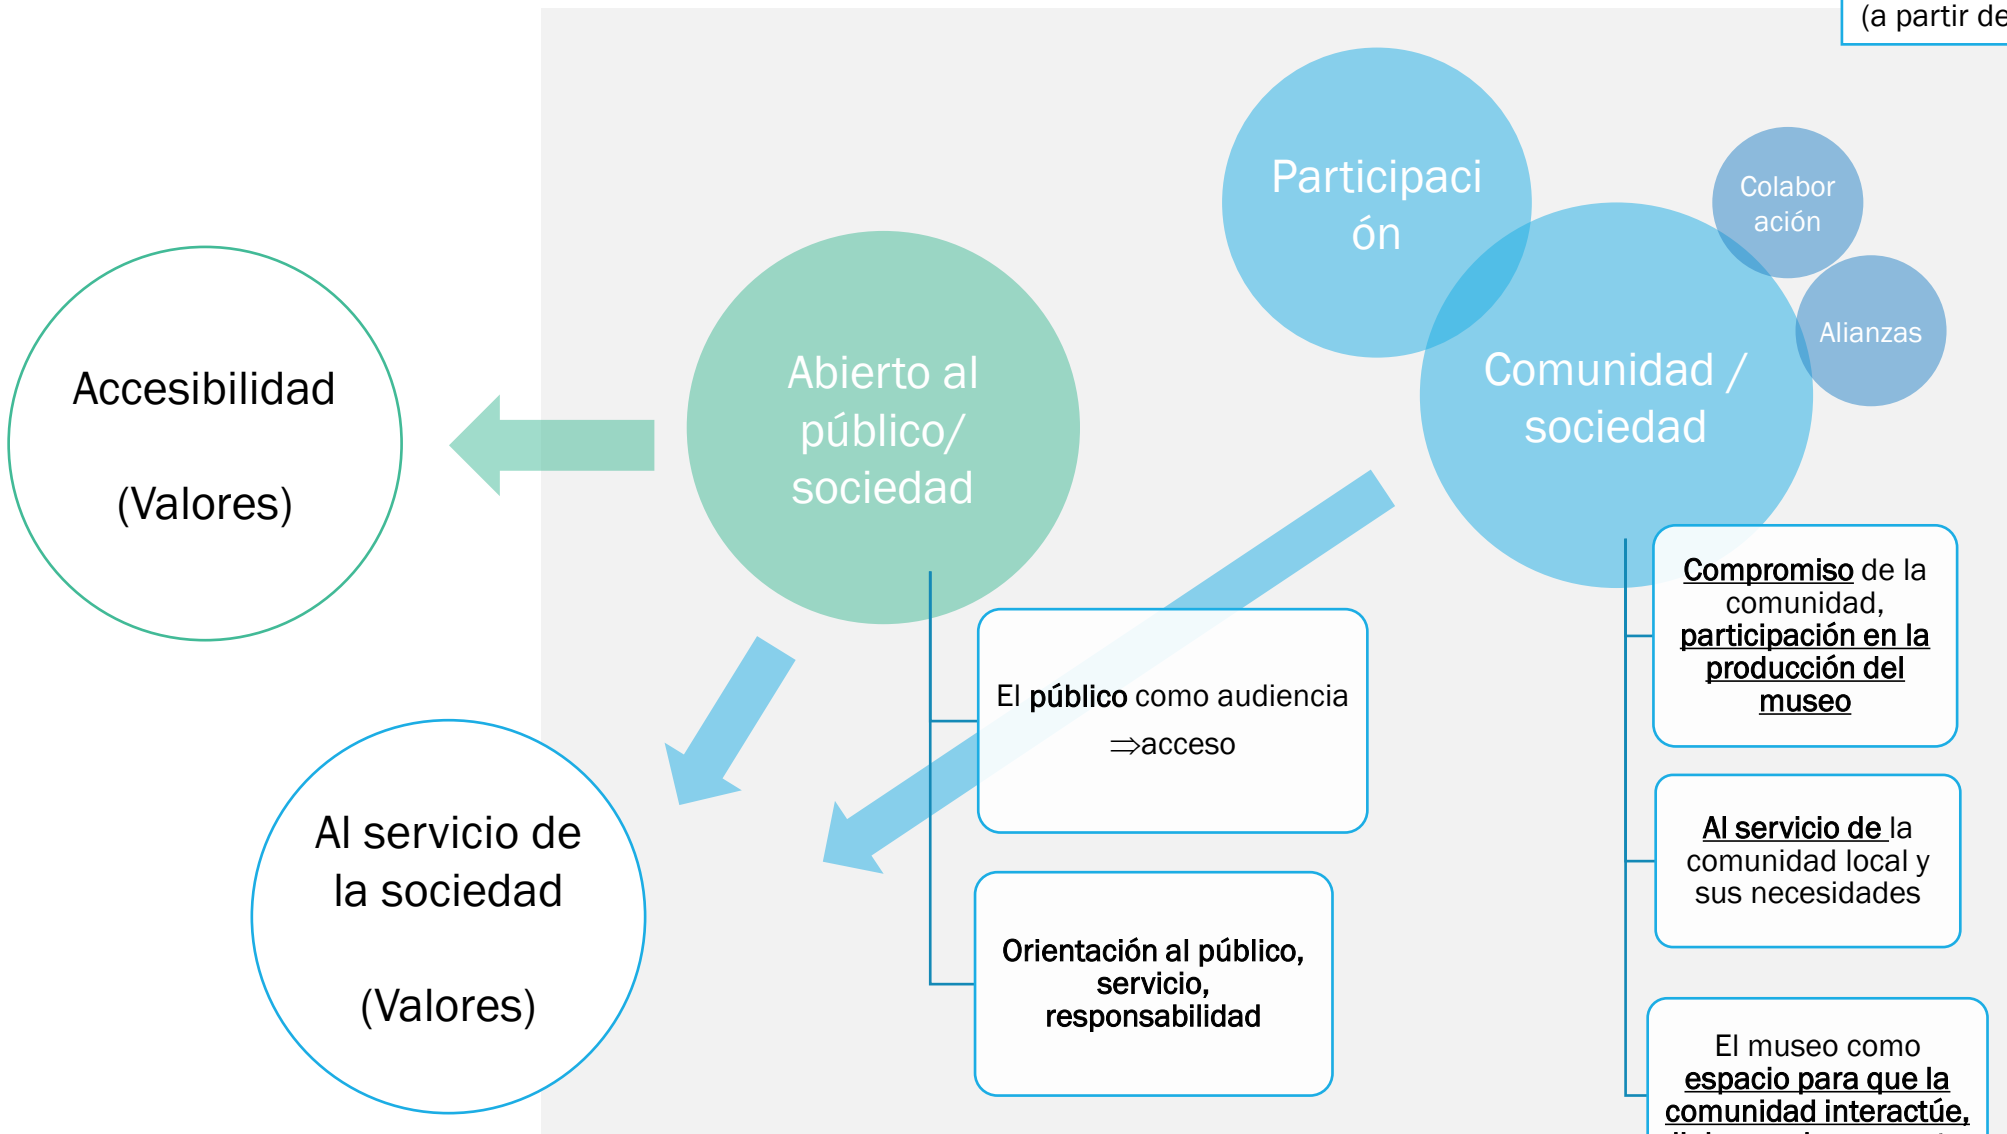 (a partir de
Participaci
ón
Colabor
ación
Alianzas
Comunidad /
sociedad
Abierto al
público/
sociedad
Accesibilidad
(Valores)
Al servicio de
la sociedad
(Valores)
El público como audiencia
⇒acceso
Orientación al público,
servicio,
responsabilidad
Compromiso de la
comunidad,
participación en la
producción del
museo
Al servicio de la
comunidad local y
sus necesidades
El museo como
espacio para que la
comunidad interactúe,